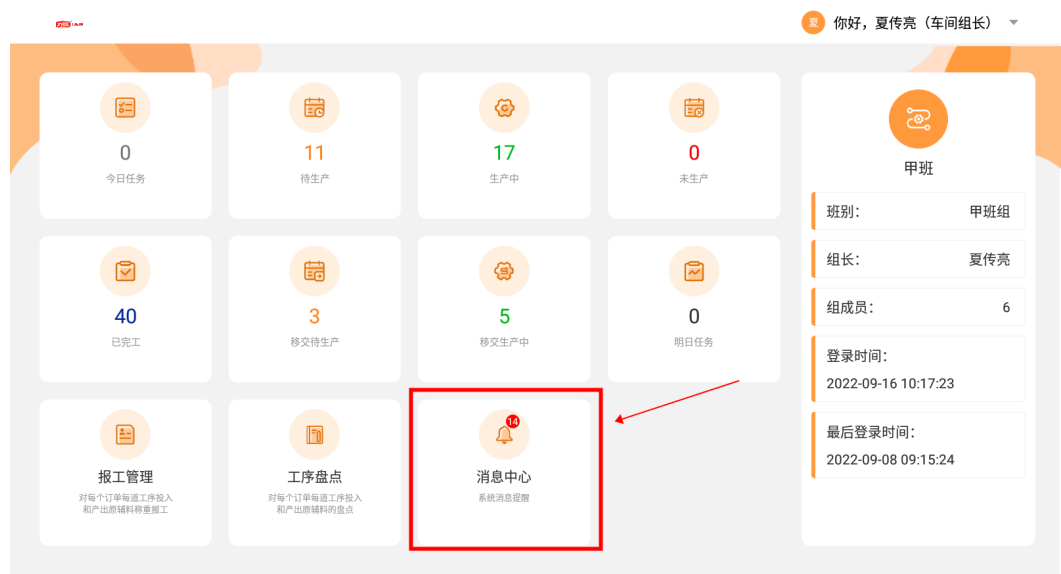 夏 你好，夏传亮（车间组长）
0
今日任务
11
待生产
17
生产中
0
未生产
40
已完工
3
移交待生产
5
移交生产中
0
明日任务
报工管理
对每个订单每道工序投入
和产出原辅料称重报工
工序盘点
对每个订单每道工序投入
和产出原辅料的盘点
14
消息中心
系统消息提醒
甲班
班别： 甲班组
组长： 夏传亮
组成员： 6
登录时间：
2022-09-16 10:17:23
最后登录时间：
2022-09-08 09:15:24